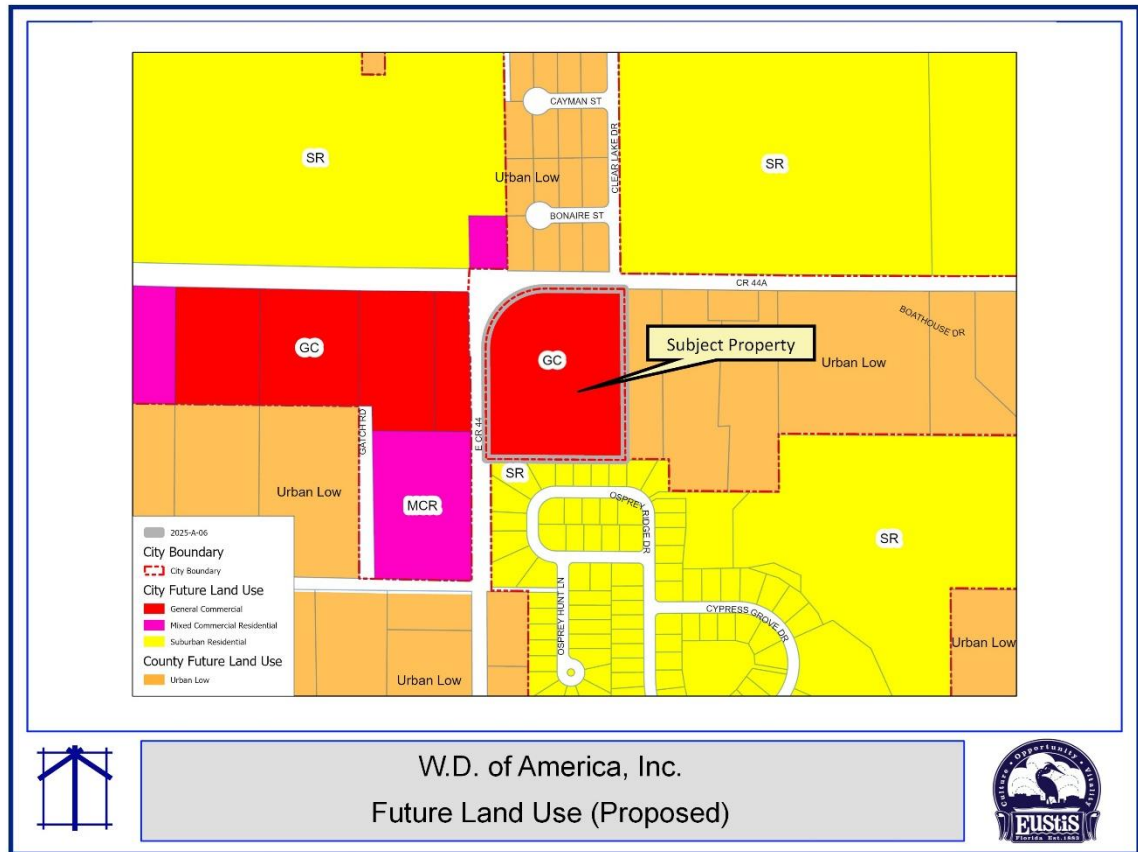 CAYMAN ST
CLEAR LAKE DR
SR
Urban Low
SR
BONAIRE ST
CR 44A
BOATHOUSE DR
GC
GC
Subject Property
Urban Low
E CR 44
GATCH RD
SR
Urban Low
MCR
OSPREY RIDGE DR
SR
2025-A-06
City Boundary
City Boundary
City Future Land Use
General Commercial
Mixed Commercial Residential
Suburban Residential
County Future Land Use
Urban Low
OSPREY HUNT LN
CYPRESS GROVE DR
Urban Low
Urban Low
W.D. of America, Inc.
Future Land Use (Proposed)
Culture • Opportunity • Vitality
EUSTIS
Florida Est.1883